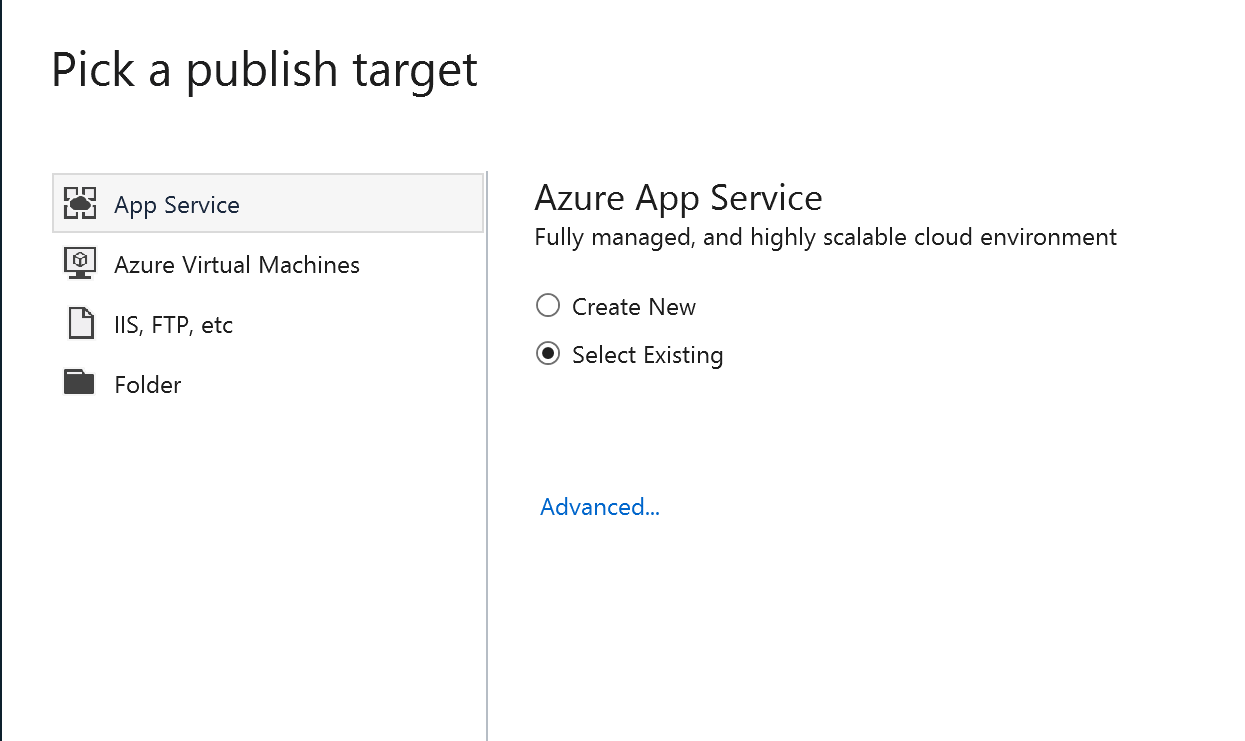 Pick a publish target
App Service
Azure Virtual Machines
IIS, FTP, etc
Folder
Azure App Service
Fully managed, and highly scalable cloud environment
Create New
Select Existing
Advanced...